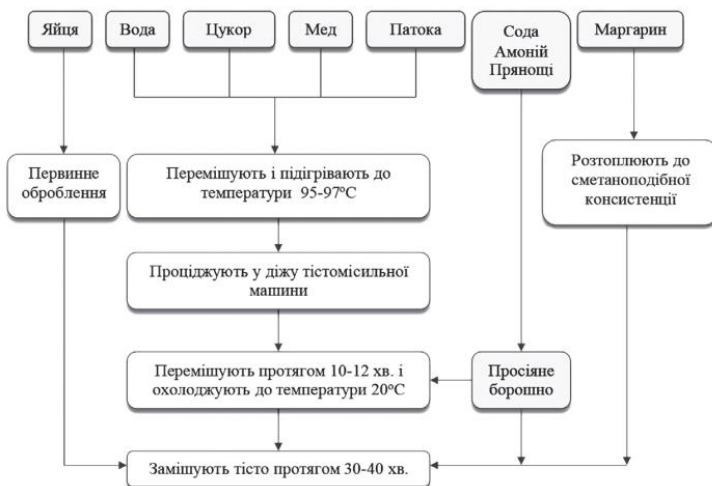 Яйця
Вода
Цукор
Мед
Патока
Сода
Амоній
Прянощі
Маргарин
Первинне
оброблення
Перемішують і підігрівають до
температури 95-97ºС
Розтоплюють до
сметаноподібної
консистенції
Проціджують у діжу тістомісильної
машини
Перемішують протягом 10-12 хв. і
охолоджують до температури 20ºС
Просіяне
борошно
Замішують тісто протягом 30-40 хв.